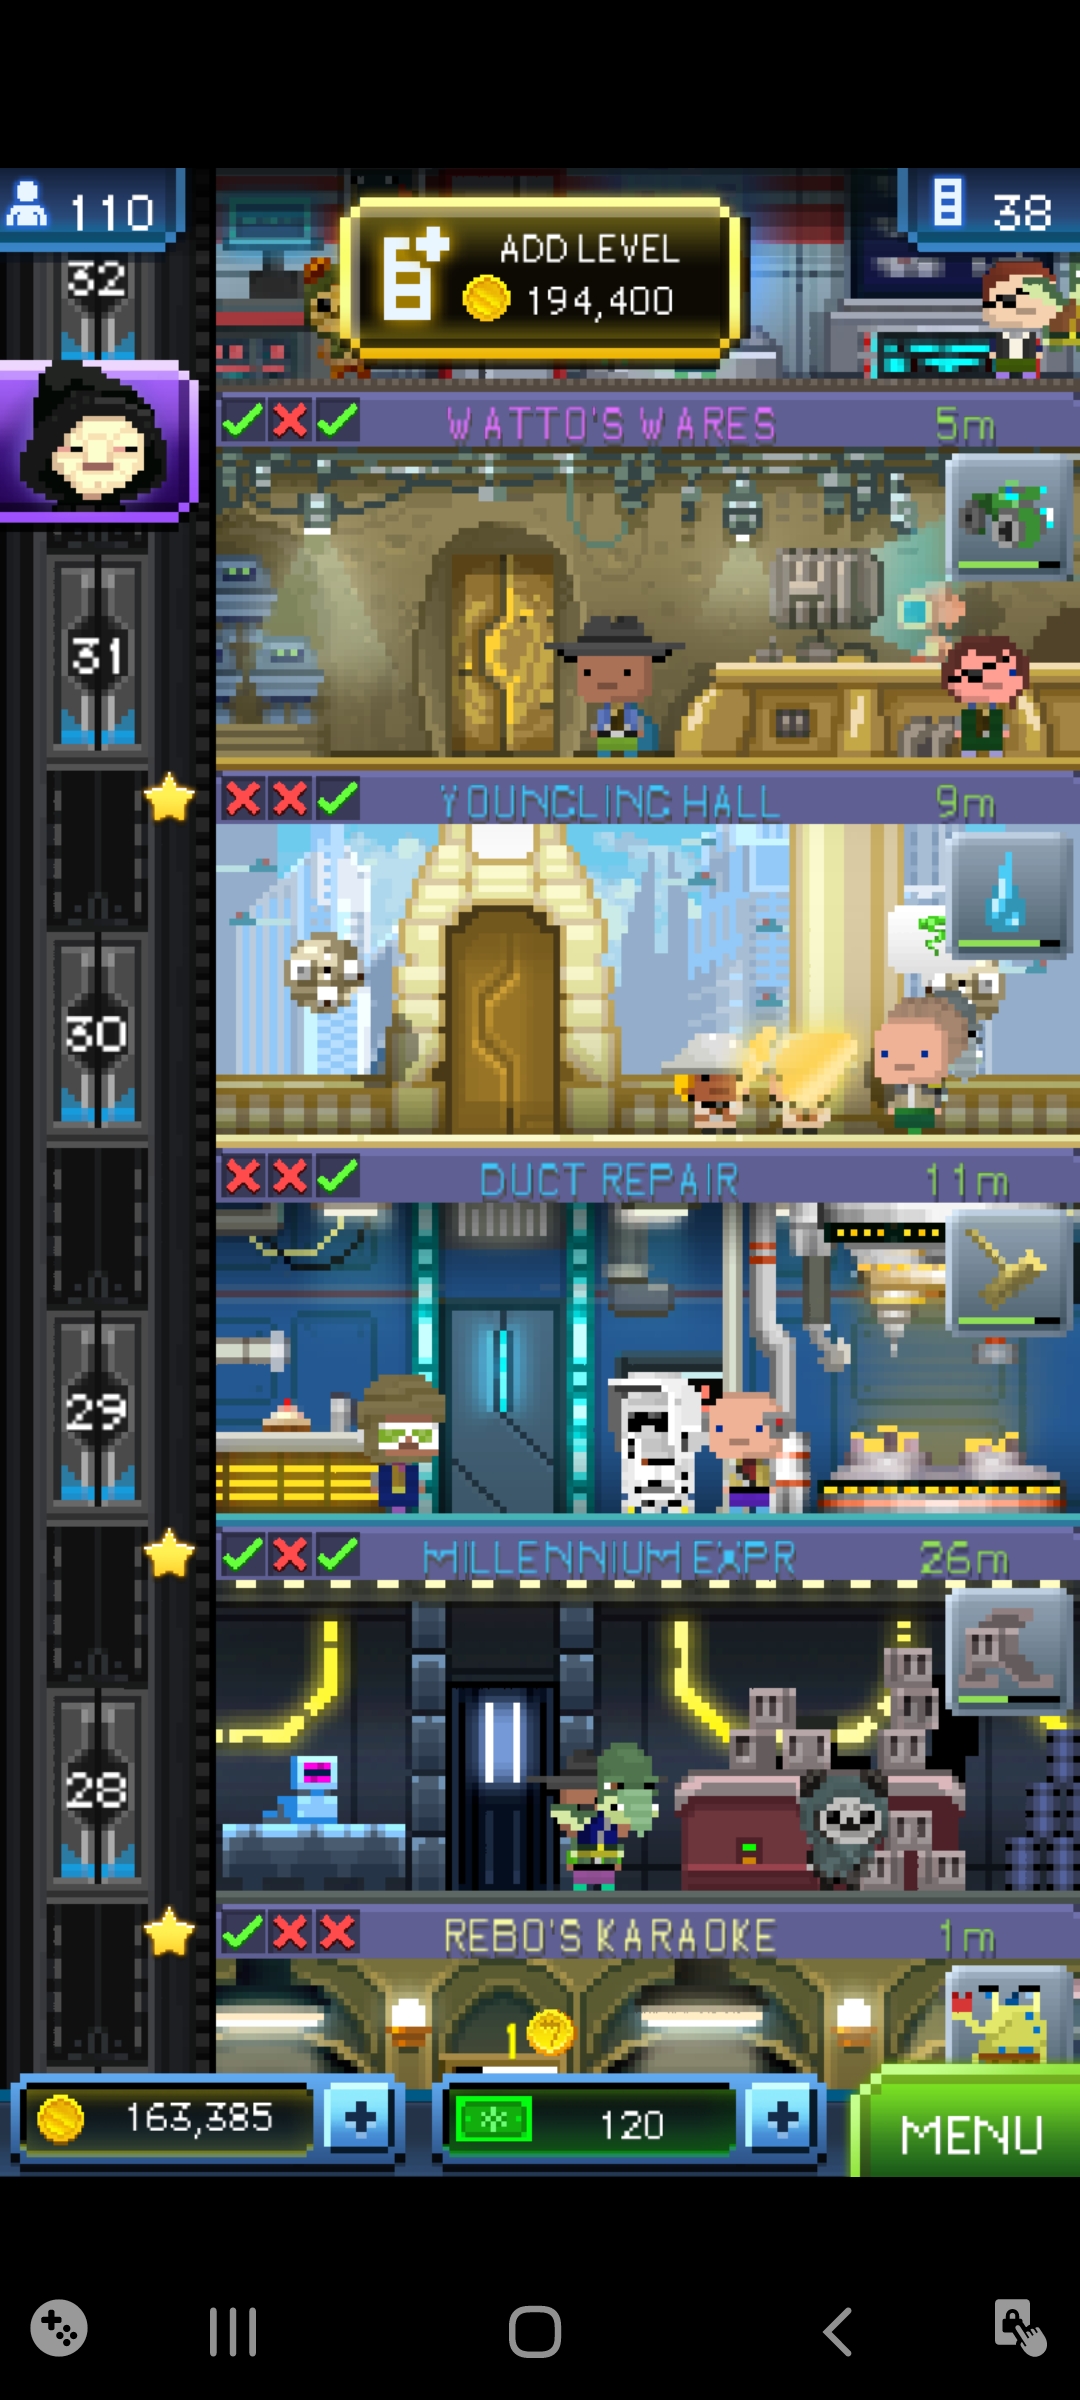 110
38
ADD LEVEL
194,400
32
WATTO'S WARES
5m
31
YOUNGLING HALL
9m
30
DUCT REPAIR
11m
29
MILLENNIUM EXPR
26m
28
REBO'S KARAOKE
1m
1
163,385
120
MENU